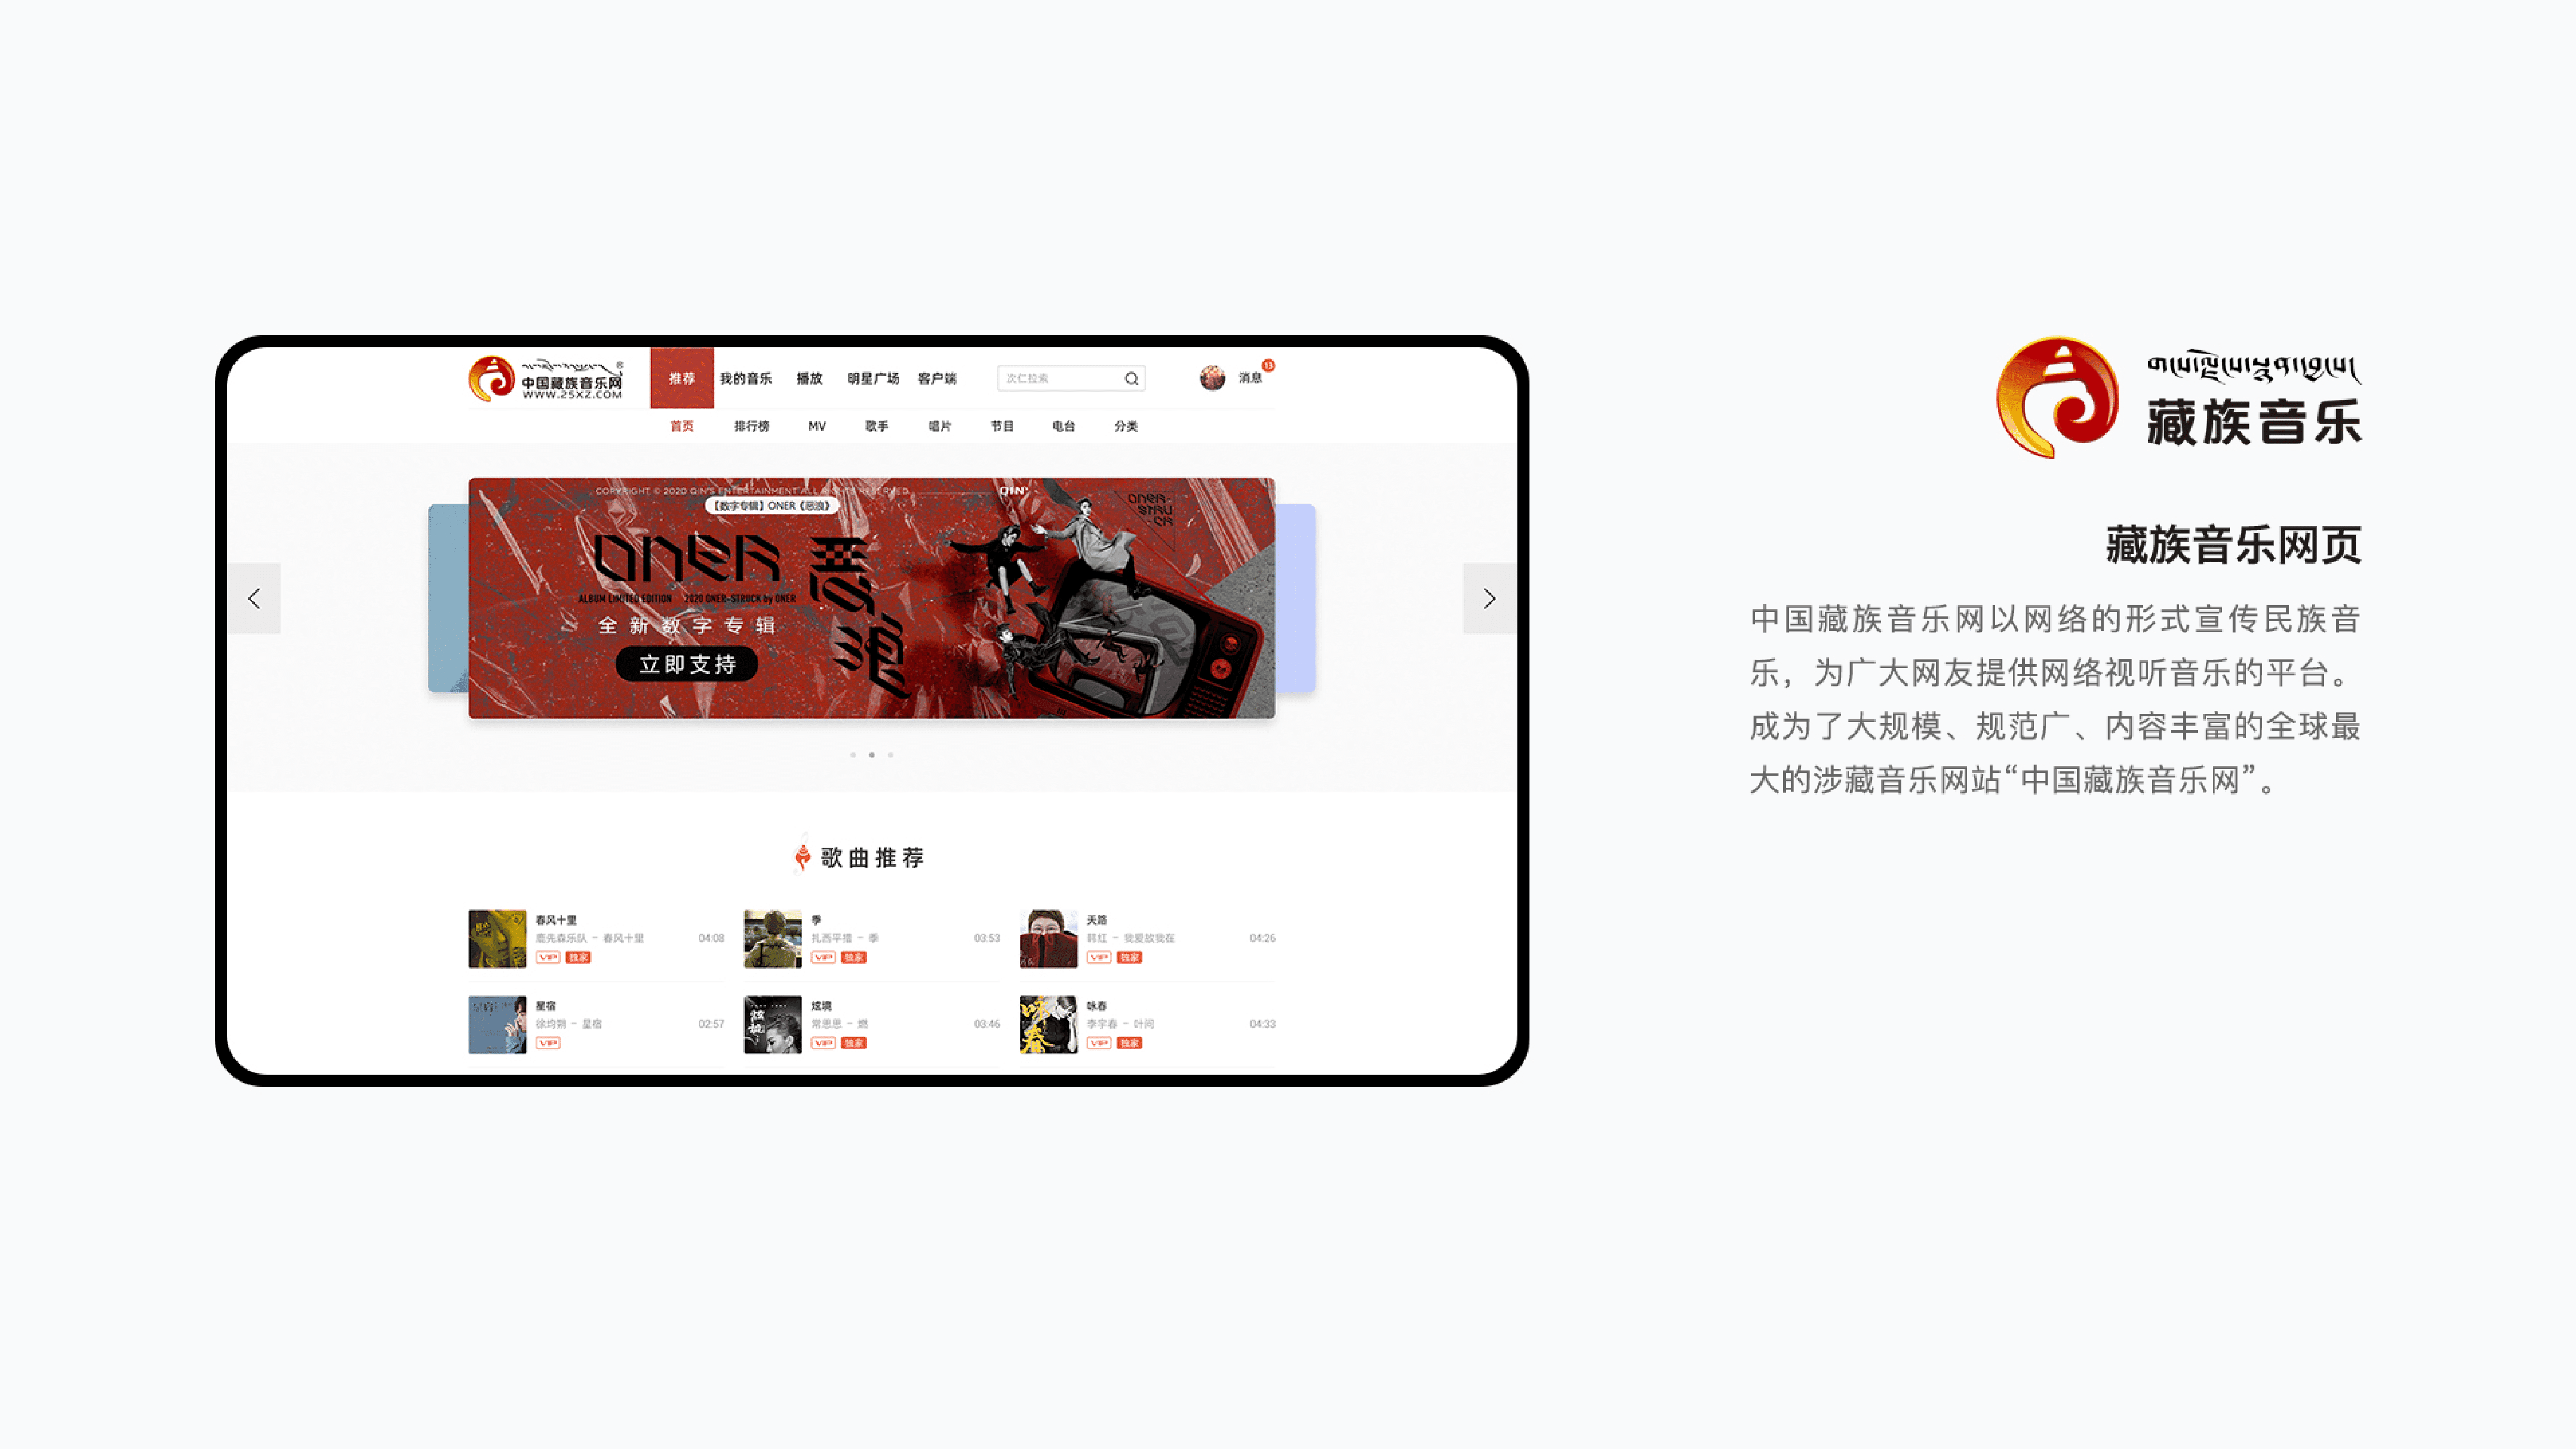 中国藏族音乐网
WWW.25XZ.COM
推荐 我的音乐 播放 明星广场 客户端 次仁拉索 消息 13
首页 排行榜 MV 歌手 唱片 节目 电台 分类
COPYRIGHT © 2020 QIN'S ENTERTAINMENT ALL RIGHTS RESERVED
QIN'
【数字专辑】ONER《恶浪》
ONER-
STRU
-CK
ONER 恶浪
ALBUM LIMITED EDITION 2020 ONER-STRUCK by ONER
全新数字专辑
立即支持
歌曲推荐
春风十里
鹿先森乐队 - 春风十里 04:08
VIP 独家
季
扎西平措 - 季 03:53
VIP 独家
天路
韩红 - 我爱故我在 04:26
VIP 独家
星宿
徐均朔 - 星宿 02:57
VIP
炫境
常思思 - 燃 03:46
VIP 独家
咏春
李宇春 - 叶问 04:33
VIP 独家
藏族音乐
藏族音乐网页
中国藏族音乐网以网络的形式宣传民族音
乐，为广大网友提供网络视听音乐的平台。
成为了大规模、规范广、内容丰富的全球最
大的涉藏音乐网站“中国藏族音乐网”。